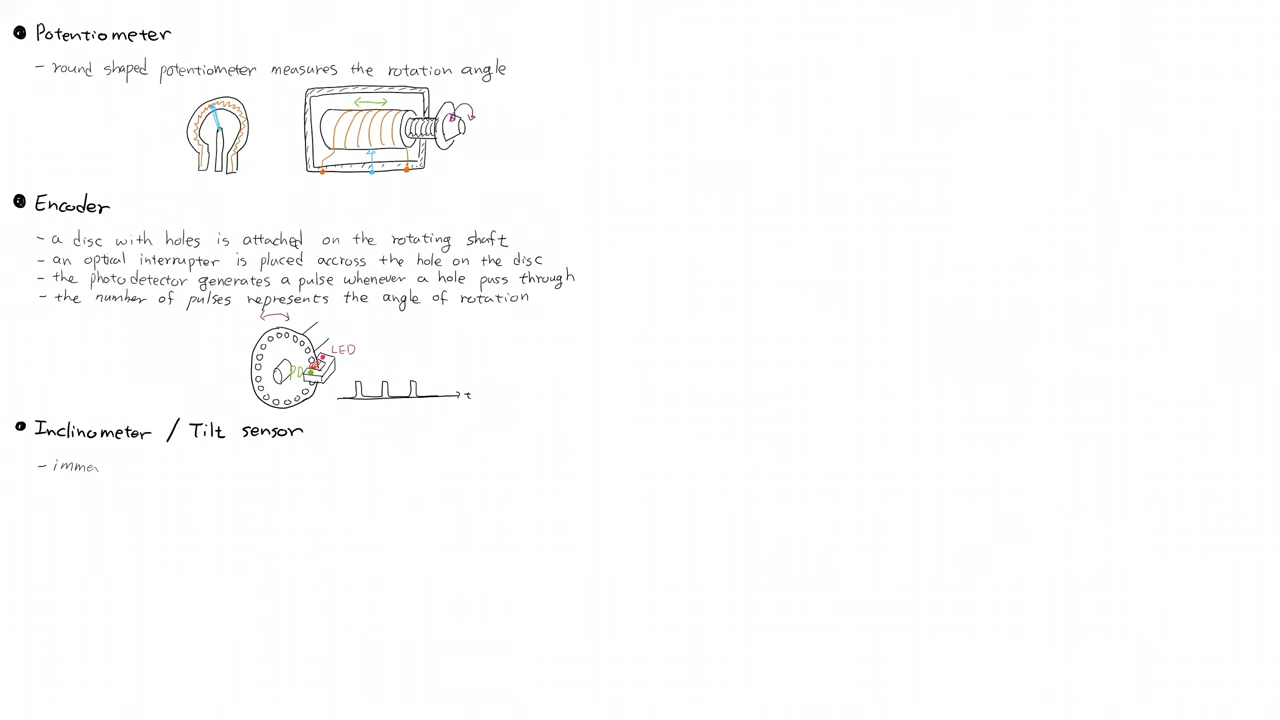 Potentiometer
- round shaped potentiometer measures the rotation angle
Encoder
- a disc with holes is attached on the rotating shaft
- an optical interrupter is placed accross the hole on the disc
- the photodetector generates a pulse whenever a hole pass through
- the number of pulses represents the angle of rotation
LED
PD
t
Inclinometer / Tilt sensor
- imme